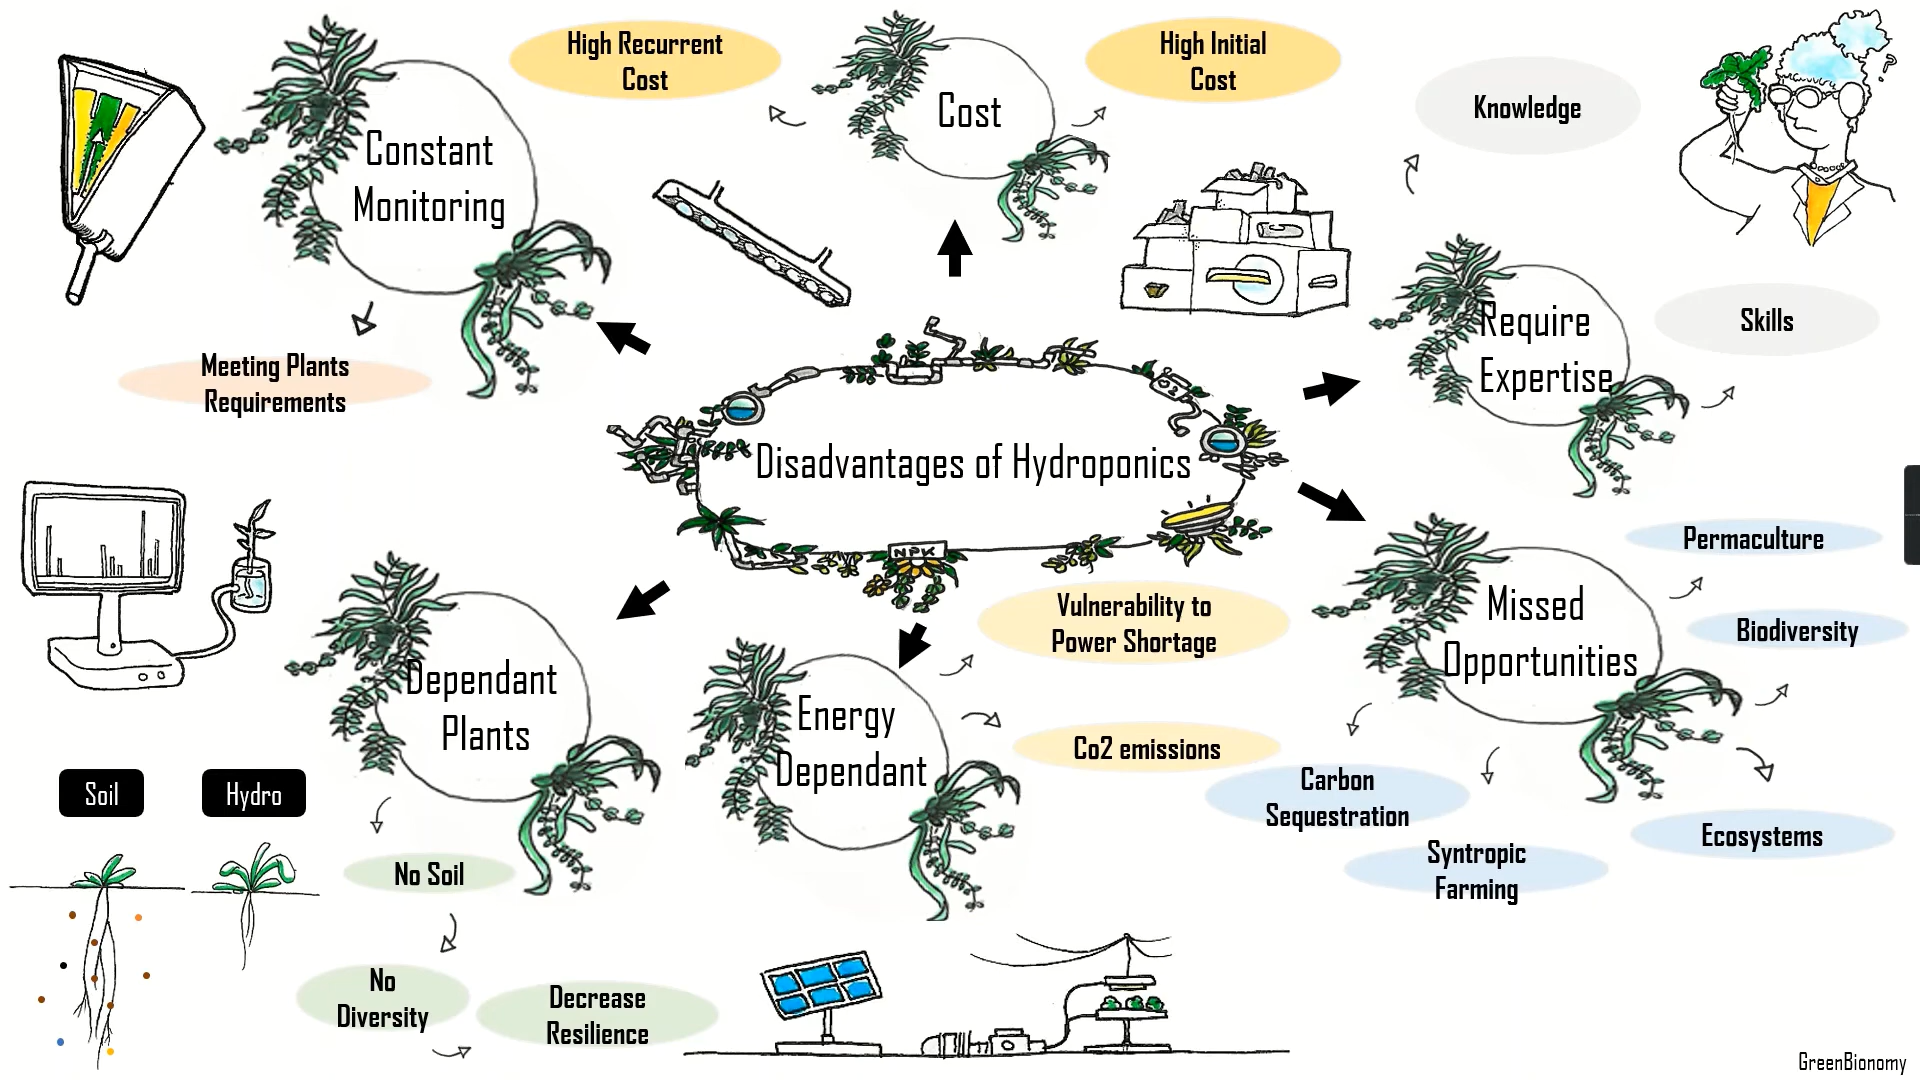 High Recurrent
Cost
Cost
High Initial
Cost
Knowledge
Constant
Monitoring
Require
Expertise
Skills
Meeting Plants
Requirements
Disadvantages of Hydroponics
NPK
Permaculture
Missed
Opportunities
Biodiversity
Vulnerability to
Power Shortage
Dependant
Plants
Energy
Dependant
Co2 emissions
Carbon
Sequestration
Ecosystems
Syntropic
Farming
Soil
Hydro
No Soil
No
Diversity
Decrease
Resilience
GreenBionomy